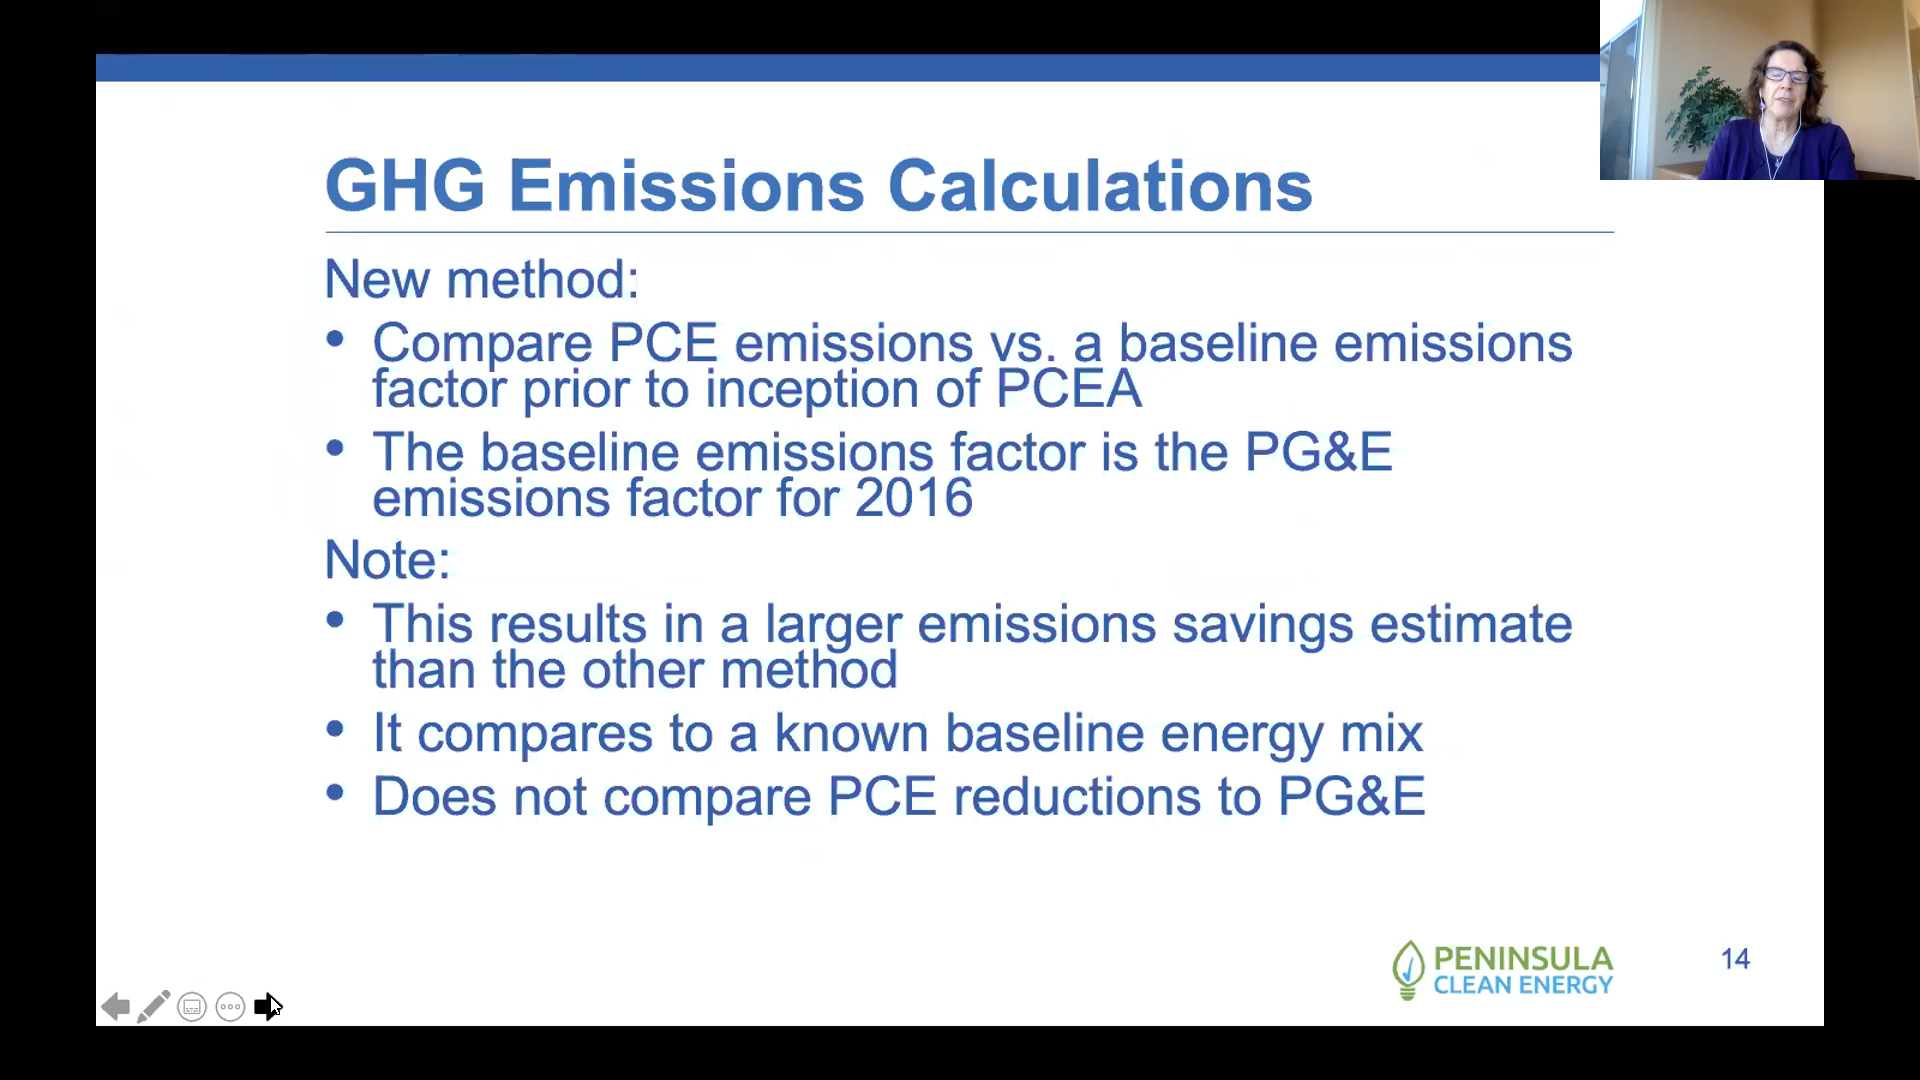 GHG Emissions Calculations
New method:
• Compare PCE emissions vs. a baseline emissions
factor prior to inception of PCEA
• The baseline emissions factor is the PG&E
emissions factor for 2016
Note:
• This results in a larger emissions savings estimate
than the other method
• It compares to a known baseline energy mix
• Does not compare PCE reductions to PG&E
PENINSULA
CLEAN ENERGY
14